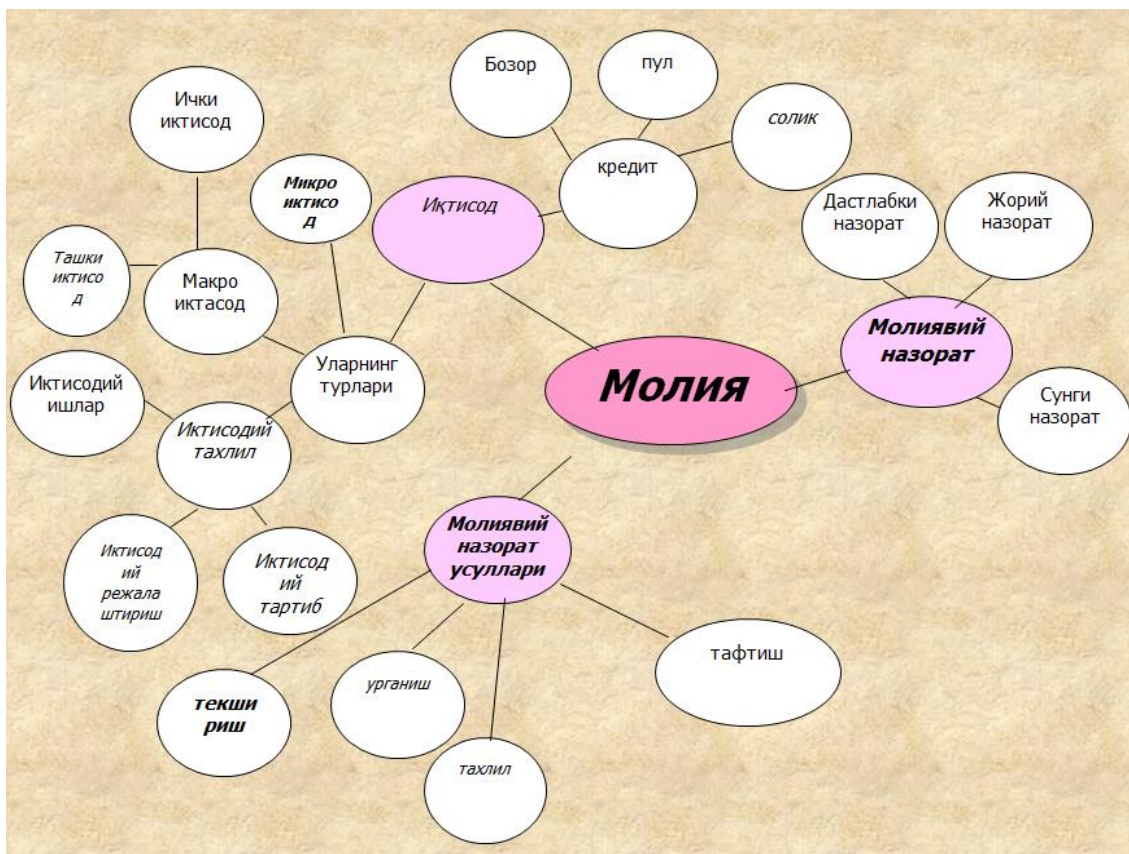 Бозор
пул
солик
кредит
Ички
иктисод
Микро
иктисо
д
Иқтисод
Ташки
иктисо
д
Макро
иктасод
Дастлабки
назорат
Жорий
назорат
Молиявий
назорат
Сунги
назорат
Молия
Уларнинг
турлари
Иктисодий
ишлар
Иктисодий
тахлил
Иктисод
ий
режала
штириш
Иктисод
ий
тартиб
Молиявий
назорат
усуллари
текши
риш
урганиш
тахлил
тафтиш